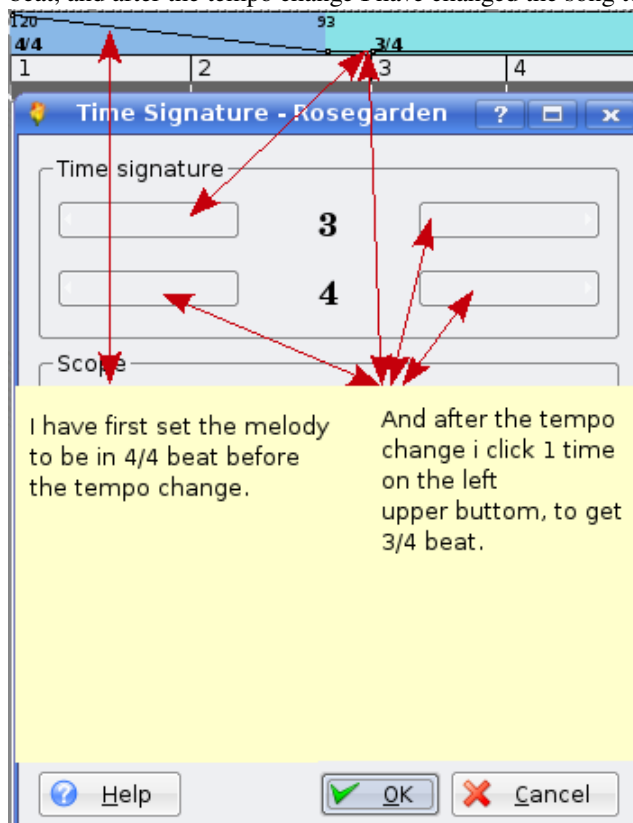 120 93
4/4 3/4
1 2 3 4
Time Signature - Rosegarden ?
Time signature
3
4
Scope
I have first set the melody
to be in 4/4 beat before
the tempo change.
And after the tempo
change i click 1 time
on the left
upper buttom, to get
3/4 beat.
Help OK Cancel